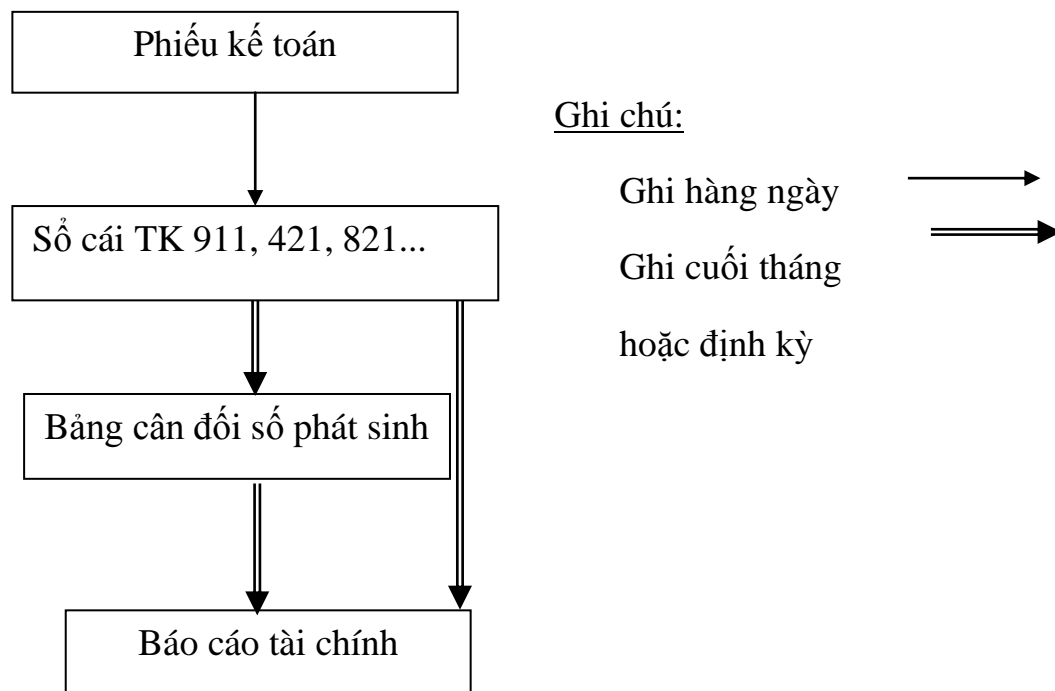 Phiếu kế toán
Ghi chú:
Ghi hàng ngày
Sổ cái TK 911, 421, 821...
Ghi cuối tháng
hoặc định kỳ
Bảng cân đối số phát sinh
Báo cáo tài chính